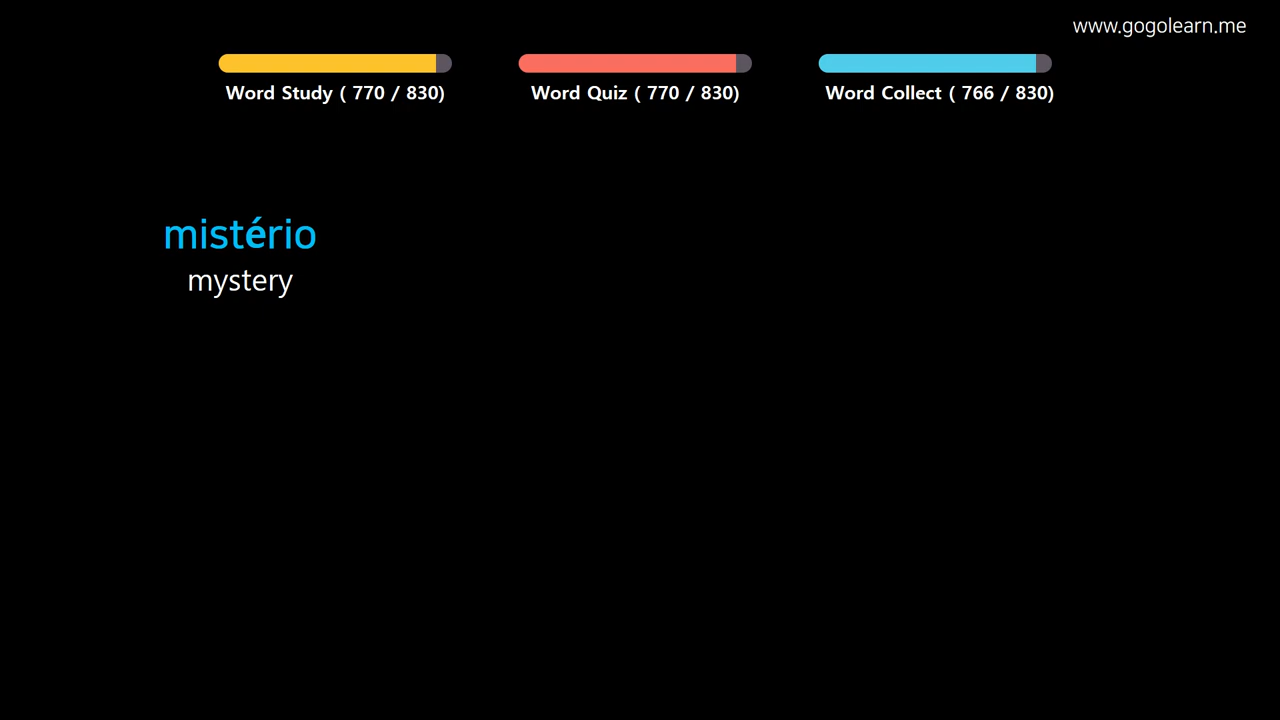 www.gogolearn.me
Word Study ( 770 / 830)
Word Quiz ( 770 / 830)
Word Collect ( 766 / 830)
mistério
mystery